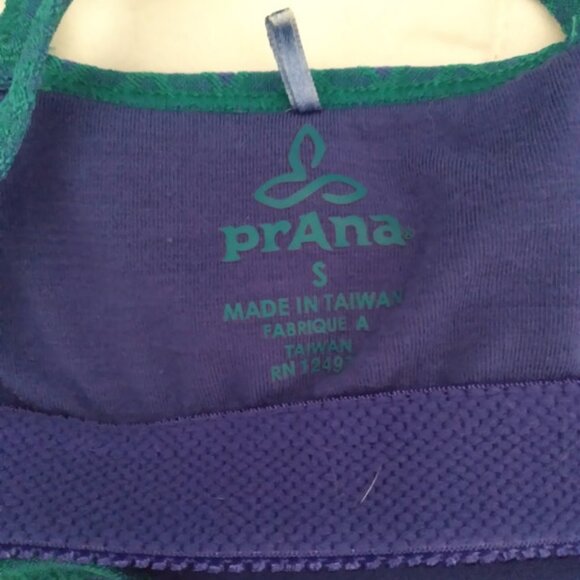 prAna
S
MADE IN TAIWAN
FABRIQUE A
TAIWAN
RN